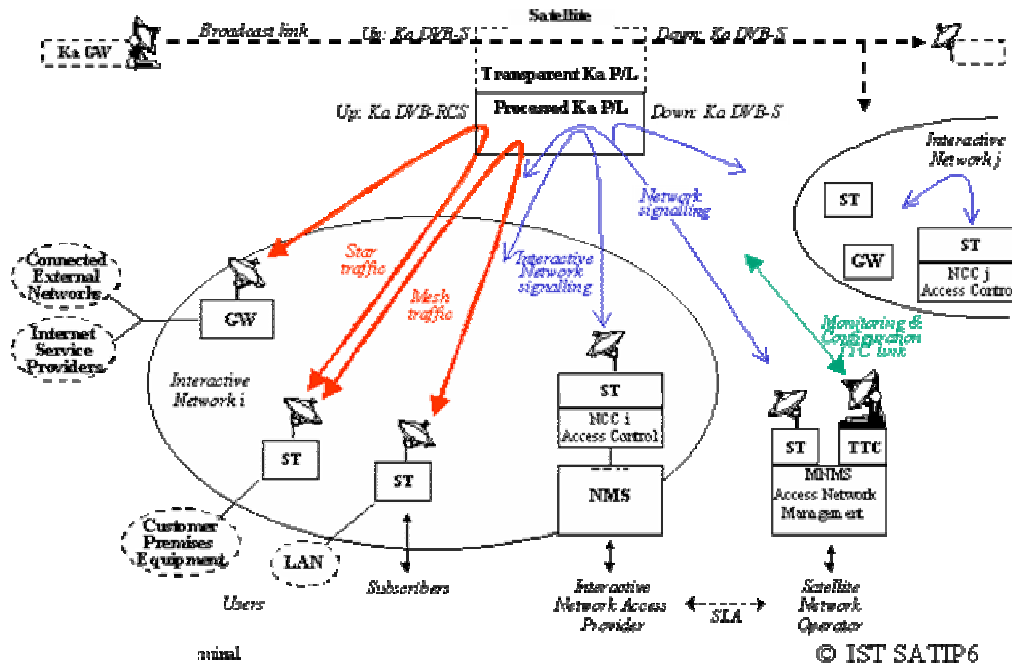 Satellite
Ka GW
Broadcast link
Up: Ka DVB-S
Down: Ka DVB-S
Transparent Ka P/L
Up: Ka DVB-RCS
Processed Ka P/L
Down: Ka DVB-S
Interactive
Network j
ST
GW
ST
NCC j
Access Control
Network
signalling
Star
traffic
Interactive
Network
signalling
Mesh
traffic
Connected
External
Networks
Internet
Service
Providers
GW
Monitoring &
Configuration
TTC link
Interactive
Network i
ST
NCC i
Access Control
ST
ST
NMS
ST
TTC
MNMS
Access Network
Management
Customer
Premises
Equipment
LAN
Users
Subscribers
Interactive
Network Access
Provider
SLA
Satellite
Network
Operator
© IST SATIP6